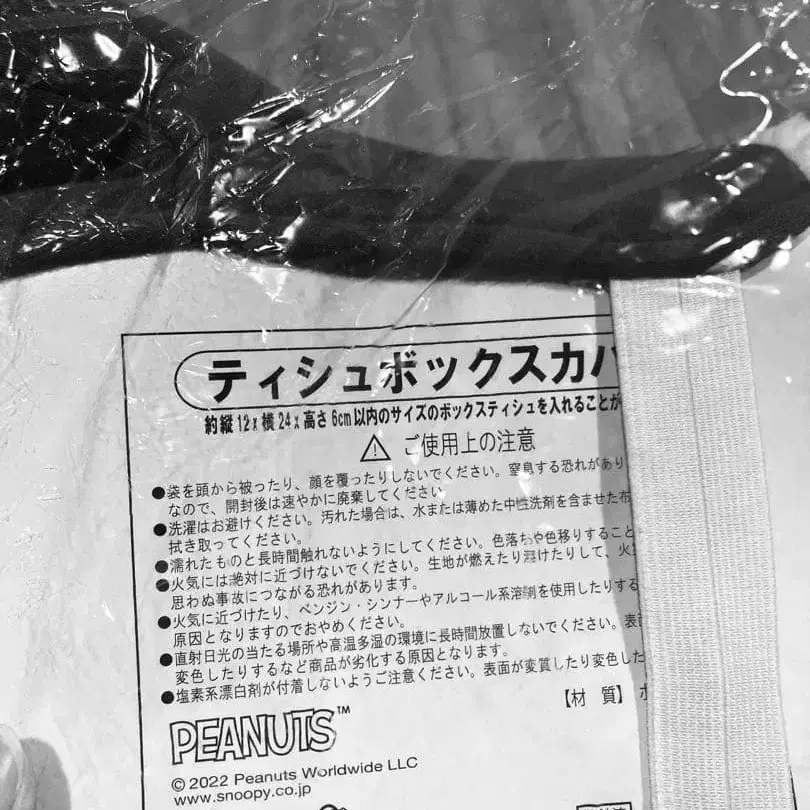 ティシュボックスカバ
約縦12×横24×高さ6cm以内のサイズのボックスティシュを入れることが
⚠ご使用上の注意
●袋を頭から被ったり、顔を覆ったりしないでください。窒息する恐れがあり
なので、開封後は速やかに廃棄してください
●洗濯はお避けください。汚れた場合は、水または薄めた中性洗剤を含ませた布
拭き取ってください。
●濡れたものと長時間触れないようにしてください。色落ちや色移りすること
●火気には絶対に近づけないでください。生地が燃えたり溶けたりして、火
思わぬ事故につながる恐れがあります。
●火気に近づけたり、ベンジン・シンナーやアルコール系溶剤を使用したりする
原因となりますのでおやめください。
●直射日光の当たる場所や高温多湿の環境に長時間放置しないでください。表
変色したりするなど商品が劣化する原因となります。
●塩素系漂白剤が付着しないようご注意ください。表面が変質したり変色した
【材 質】ポ
PEANUTS™
© 2022 Peanuts Worldwide LLC
www.snoopy.co.jp